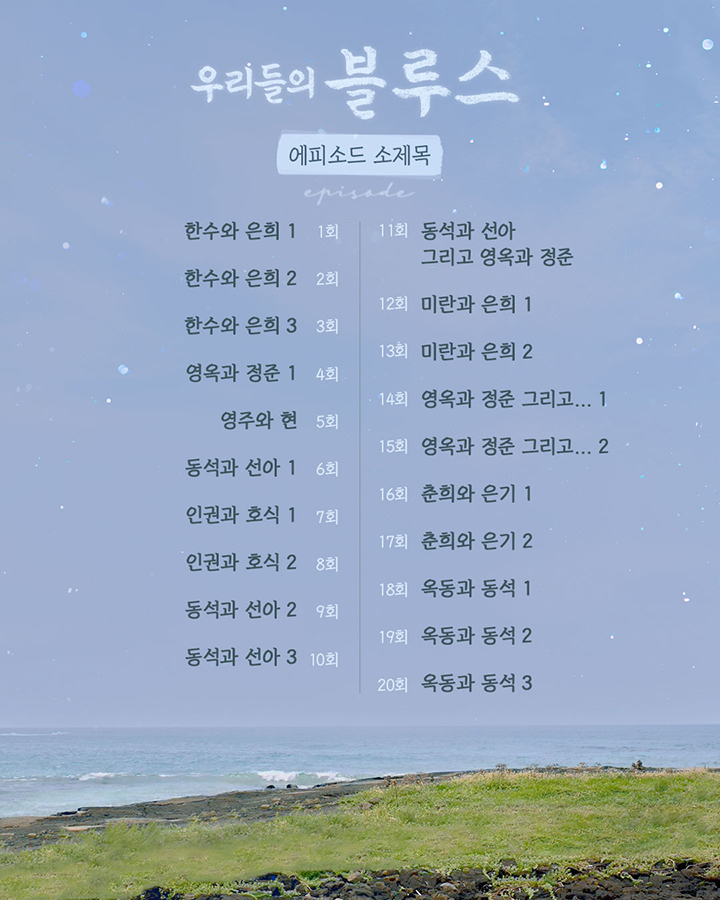 우리들의 블루스
에피소드 소제목
episode
한수와 은희 1 1회
한수와 은희 2 2회
한수와 은희 3 3회
영옥과 정준 1 4회
영주와 현 5회
동석과 선아 1 6회
인권과 호식 1 7회
인권과 호식 2 8회
동석과 선아 2 9회
동석과 선아 3 10회
11회 동석과 선아
그리고 영옥과 정준
12회 미란과 은희 1
13회 미란과 은희 2
14회 영옥과 정준 그리고... 1
15회 영옥과 정준 그리고... 2
16회 춘희와 은기 1
17회 춘희와 은기 2
18회 옥동과 동석 1
19회 옥동과 동석 2
20회 옥동과 동석 3